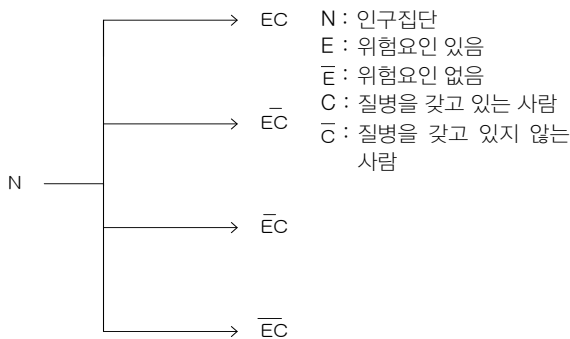 EC
EC̅
N
E̅C
E̅C̅
N : 인구집단
E : 위험요인 있음
E̅ : 위험요인 없음
C : 질병을 갖고 있는 사람
C̅ : 질병을 갖고 있지 않는
사람